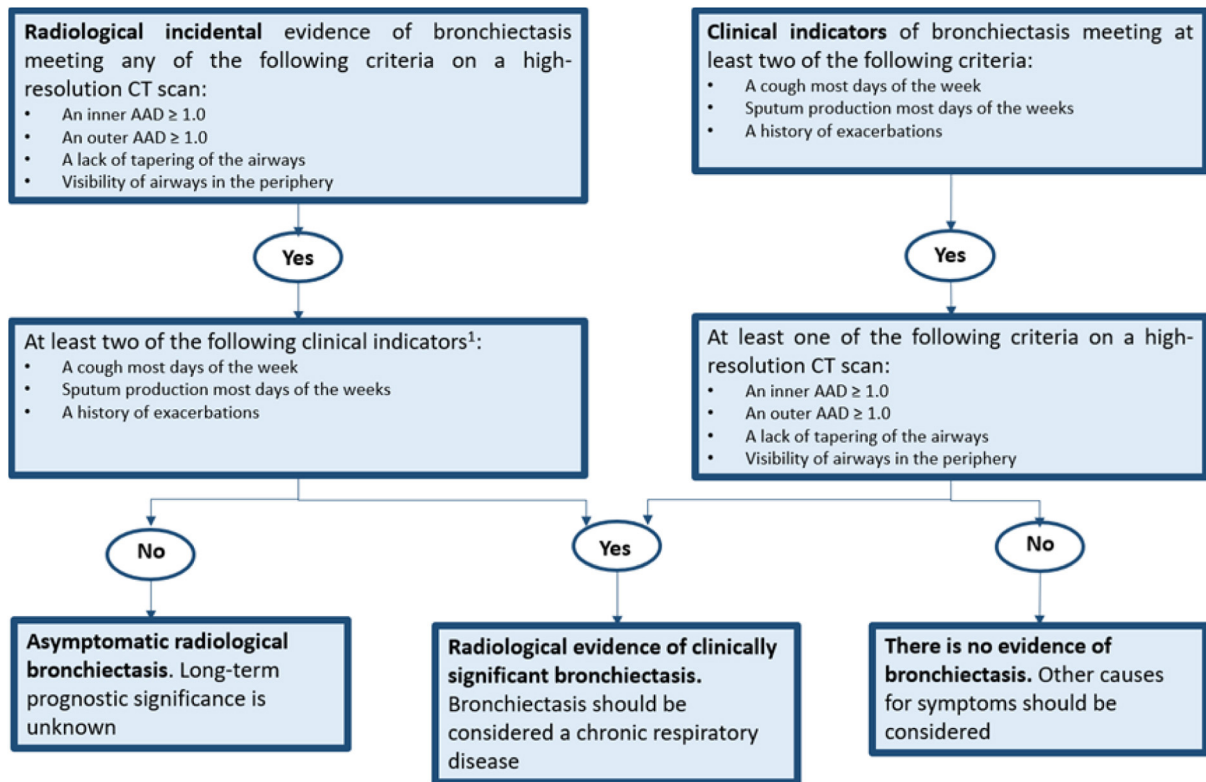 Radiological incidental evidence of bronchiectasis
meeting any of the following criteria on a high-
resolution CT scan:
• An inner AAD ≥ 1.0
• An outer AAD ≥ 1.0
• A lack of tapering of the airways
• Visibility of airways in the periphery
Clinical indicators of bronchiectasis meeting at
least two of the following criteria:
• A cough most days of the week
• Sputum production most days of the weeks
• A history of exacerbations
Yes
Yes
At least two of the following clinical indicators¹:
• A cough most days of the week
• Sputum production most days of the weeks
• A history of exacerbations
At least one of the following criteria on a high-
resolution CT scan:
• An inner AAD ≥ 1.0
• An outer AAD ≥ 1.0
• A lack of tapering of the airways
• Visibility of airways in the periphery
No
Yes
No
Asymptomatic radiological
bronchiectasis. Long-term
prognostic significance is
unknown
Radiological evidence of clinically
significant bronchiectasis.
Bronchiectasis should be
considered a chronic respiratory
disease
There is no evidence of
bronchiectasis. Other causes
for symptoms should be
considered